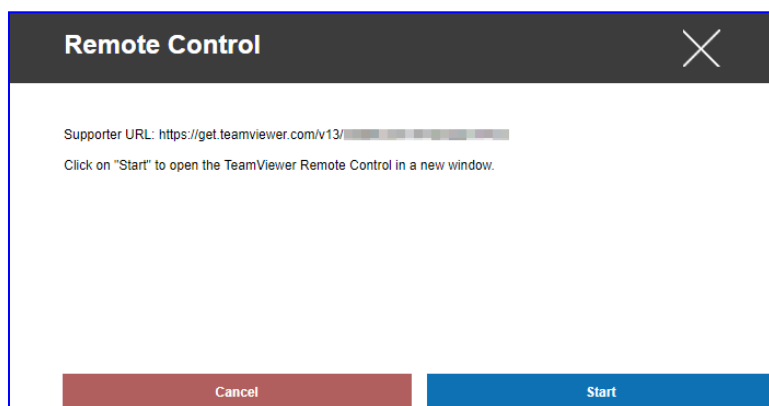 Remote Control
Supporter URL: https://get.teamviewer.com/v13/
Click on "Start" to open the TeamViewer Remote Control in a new window.
Cancel
Start